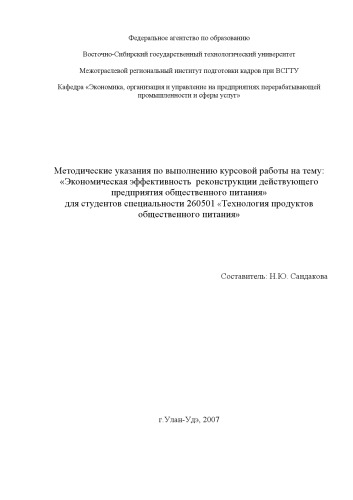 Федеральное агентство по образованию
Восточно-Сибирский государственный технологический университет
Межотраслевой региональный институт подготовки кадров при ВСГТУ
Кафедра «Экономика, организация и управление на предприятиях перерабатывающей
промышленности и сферы услуг»
Методические указания по выполнению курсовой работы на тему:
«Экономическая эффективность реконструкции действующего
предприятия общественного питания»
для студентов специальности 260501 «Технология продуктов
общественного питания»
Составитель: Н.Ю. Сандакова
г.Улан-Удэ, 2007